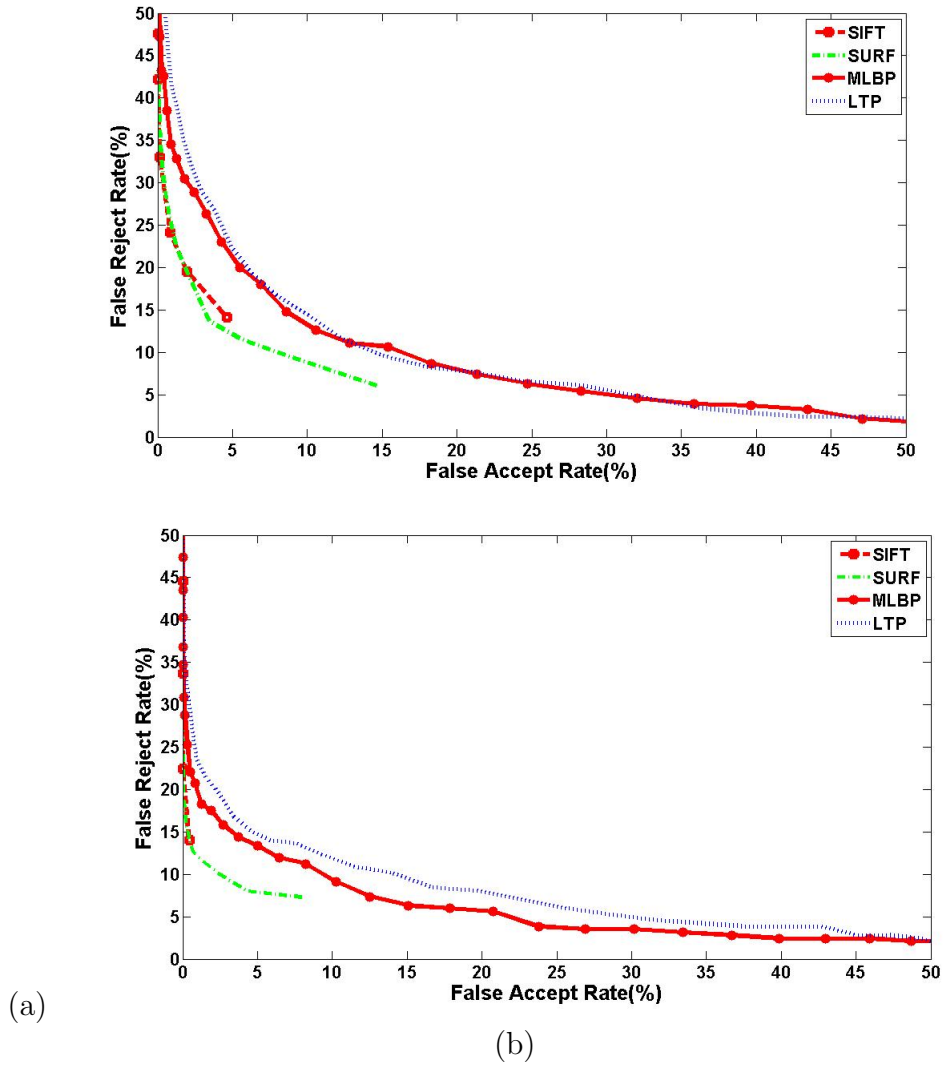 50
45
40
35
30
25
20
15
10
5
0
False Reject Rate(%)
SIFT
SURF
MLBP
LTP
0 5 10 15 20 25 30 35 40 45 50
False Accept Rate(%)
50
45
40
35
30
25
20
15
10
5
0
False Reject Rate(%)
SIFT
SURF
MLBP
LTP
0 5 10 15 20 25 30 35 40 45 50
False Accept Rate(%)
(a)
(b)